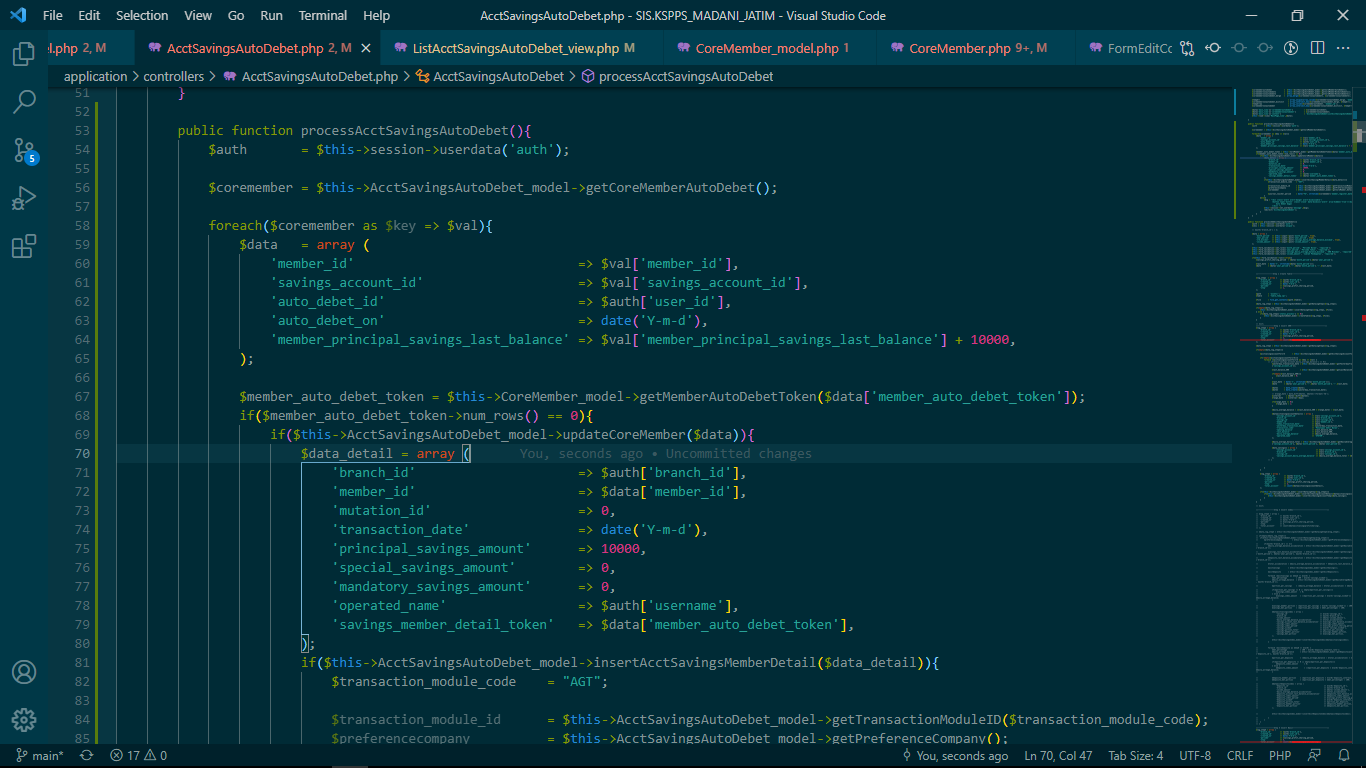 File Edit Selection View Go Run Terminal Help AcctSavingsAutoDebet.php - SIS.KSPPS_MADANI_JATIM - Visual Studio Code
el.php 2, M AcctSavingsAutoDebet.php 2, M ListAcctSavingsAutoDebet_view.php M CoreMember_model.php 1 CoreMember.php 9+, M FormEditCc
application > controllers > AcctSavingsAutoDebet.php > AcctSavingsAutoDebet > processAcctSavingsAutoDebet
51 }
52
53 public function processAcctSavingsAutoDebet(){
54 $auth = $this->session->userdata('auth');
55
56 $coremember = $this->AcctSavingsAutoDebet_model->getCoreMemberAutoDebet();
57
58 foreach($coremember as $key => $val){
59 $data = array (
60 'member_id' => $val['member_id'],
61 'savings_account_id' => $val['savings_account_id'],
62 'auto_debet_id' => $auth['user_id'],
63 'auto_debet_on' => date('Y-m-d'),
64 'member_principal_savings_last_balance' => $val['member_principal_savings_last_balance'] + 10000,
65 );
66
67 $member_auto_debet_token = $this->CoreMember_model->getMemberAutoDebetToken($data['member_auto_debet_token']);
68 if($member_auto_debet_token->num_rows() == 0){
69 if($this->AcctSavingsAutoDebet_model->updateCoreMember($data)){
70 $data_detail = array ( You, seconds ago • Uncommitted changes
71 'branch_id' => $auth['branch_id'],
72 'member_id' => $data['member_id'],
73 'mutation_id' => 0,
74 'transaction_date' => date('Y-m-d'),
75 'principal_savings_amount' => 10000,
76 'special_savings_amount' => 0,
77 'mandatory_savings_amount' => 0,
78 'operated_name' => $auth['username'],
79 'savings_member_detail_token' => $data['member_auto_debet_token'],
80 );
81 if($this->AcctSavingsAutoDebet_model->insertAcctSavingsMemberDetail($data_detail)){
82 $transaction_module_code = "AGT";
83
84 $transaction_module_id = $this->AcctSavingsAutoDebet_model->getTransactionModuleID($transaction_module_code);
85 $preferencecompany = $this->AcctSavingsAutoDebet_model->getPreferenceCompany();
5
main* 17 0 You, seconds ago Ln 70, Col 47 Tab Size: 4 UTF-8 CRLF PHP